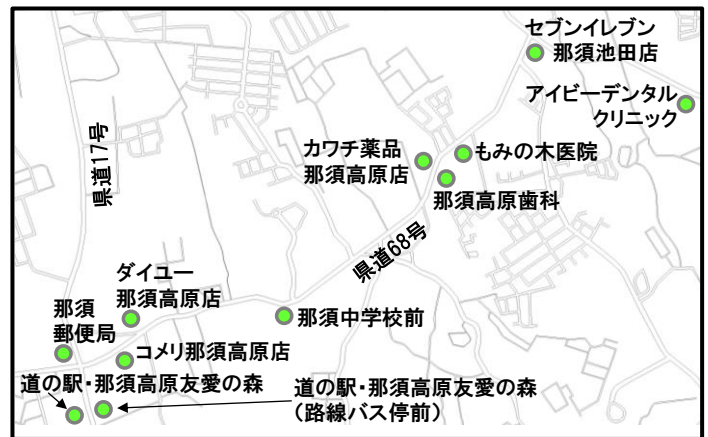 セブンイレブン
那須池田店
アイビーデンタル
クリニック
カワチ薬品
那須高原店
もみの木医院
那須高原歯科
県道17号
県道68号
ダイユー
那須高原店
那須
郵便局
那須中学校前
コメリ那須高原店
道の駅・那須高原友愛の森
道の駅・那須高原友愛の森
（路線バス停前）